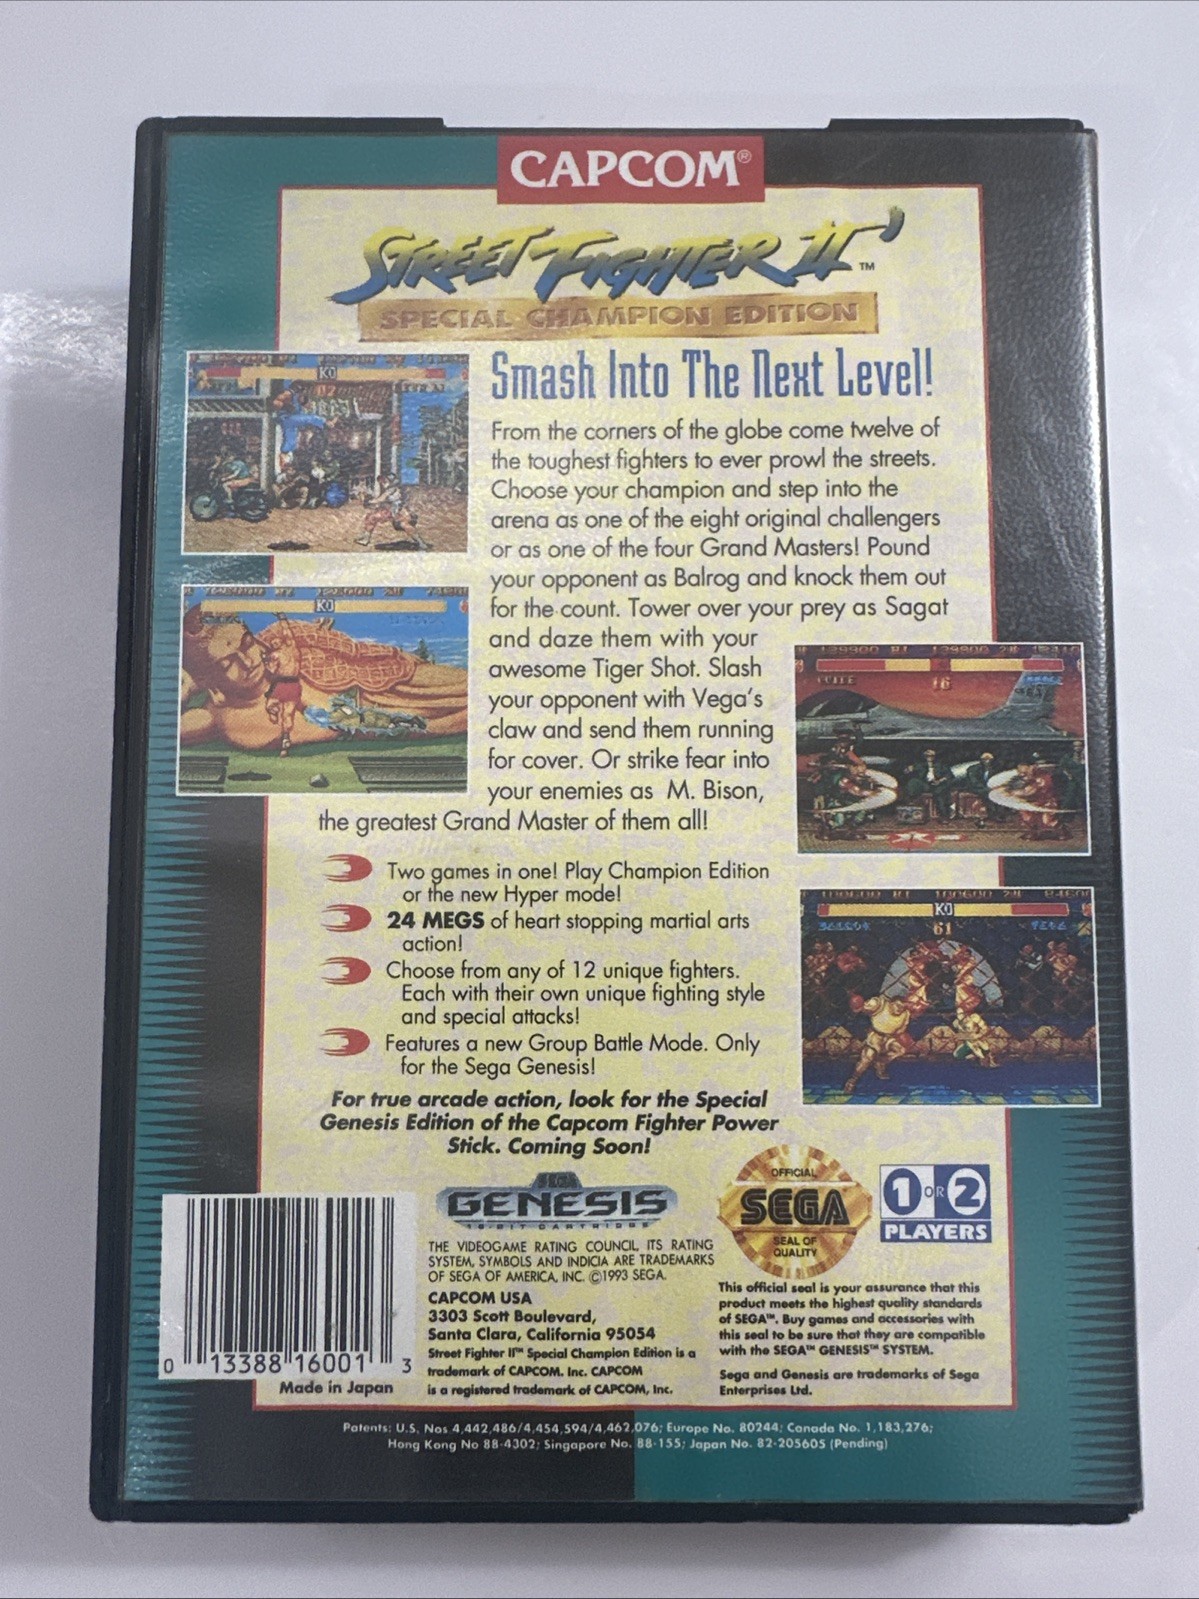 CAPCOM®
STREET FIGHTER II' ™
SPECIAL CHAMPION EDITION
Smash Into The Next Level!
From the corners of the globe come twelve of
the toughest fighters to ever prowl the streets.
Choose your champion and step into the
arena as one of the eight original challengers
or as one of the four Grand Masters! Pound
your opponent as Balrog and knock them out
for the count. Tower over your prey as Sagat
and daze them with your
awesome Tiger Shot. Slash
your opponent with Vega's
claw and send them running
for cover. Or strike fear into
your enemies as M. Bison,
the greatest Grand Master of them all!
KO
KO
16
KO
61
Two games in one! Play Champion Edition
or the new Hyper mode!
24 MEGS of heart stopping martial arts
action!
Choose from any of 12 unique fighters.
Each with their own unique fighting style
and special attacks!
Features a new Group Battle Mode. Only
for the Sega Genesis!
For true arcade action, look for the Special
Genesis Edition of the Capcom Fighter Power
Stick. Coming Soon!
SEGA
GENESIS
16-BIT CARTRIDGE
OFFICIAL
SEGA
SEAL OF
QUALITY
1 OR 2
PLAYERS
THE VIDEOGAME RATING COUNCIL, ITS RATING
SYSTEM, SYMBOLS AND INDICIA ARE TRADEMARKS
OF SEGA OF AMERICA, INC. ©1993 SEGA.
CAPCOM USA
3303 Scott Boulevard,
Santa Clara, California 95054
Street Fighter II™ Special Champion Edition is a
trademark of CAPCOM. Inc. CAPCOM
is a registered trademark of CAPCOM, Inc.
This official seal is your assurance that this
product meets the highest quality standards
of SEGA™. Buy games and accessories with
this seal to be sure that they are compatible
with the SEGA™ GENESIS™ SYSTEM.
Sega and Genesis are trademarks of Sega
Enterprises Ltd.
0 13388 16001 3
Made in Japan
Patents: U.S. Nos 4,442,486/4,454,594/4,462,076; Europe No. 80244; Canada No. 1,183,276;
Hong Kong No 88-4302; Singapore No. 88-155; Japan No. 82-205605 (Pending)